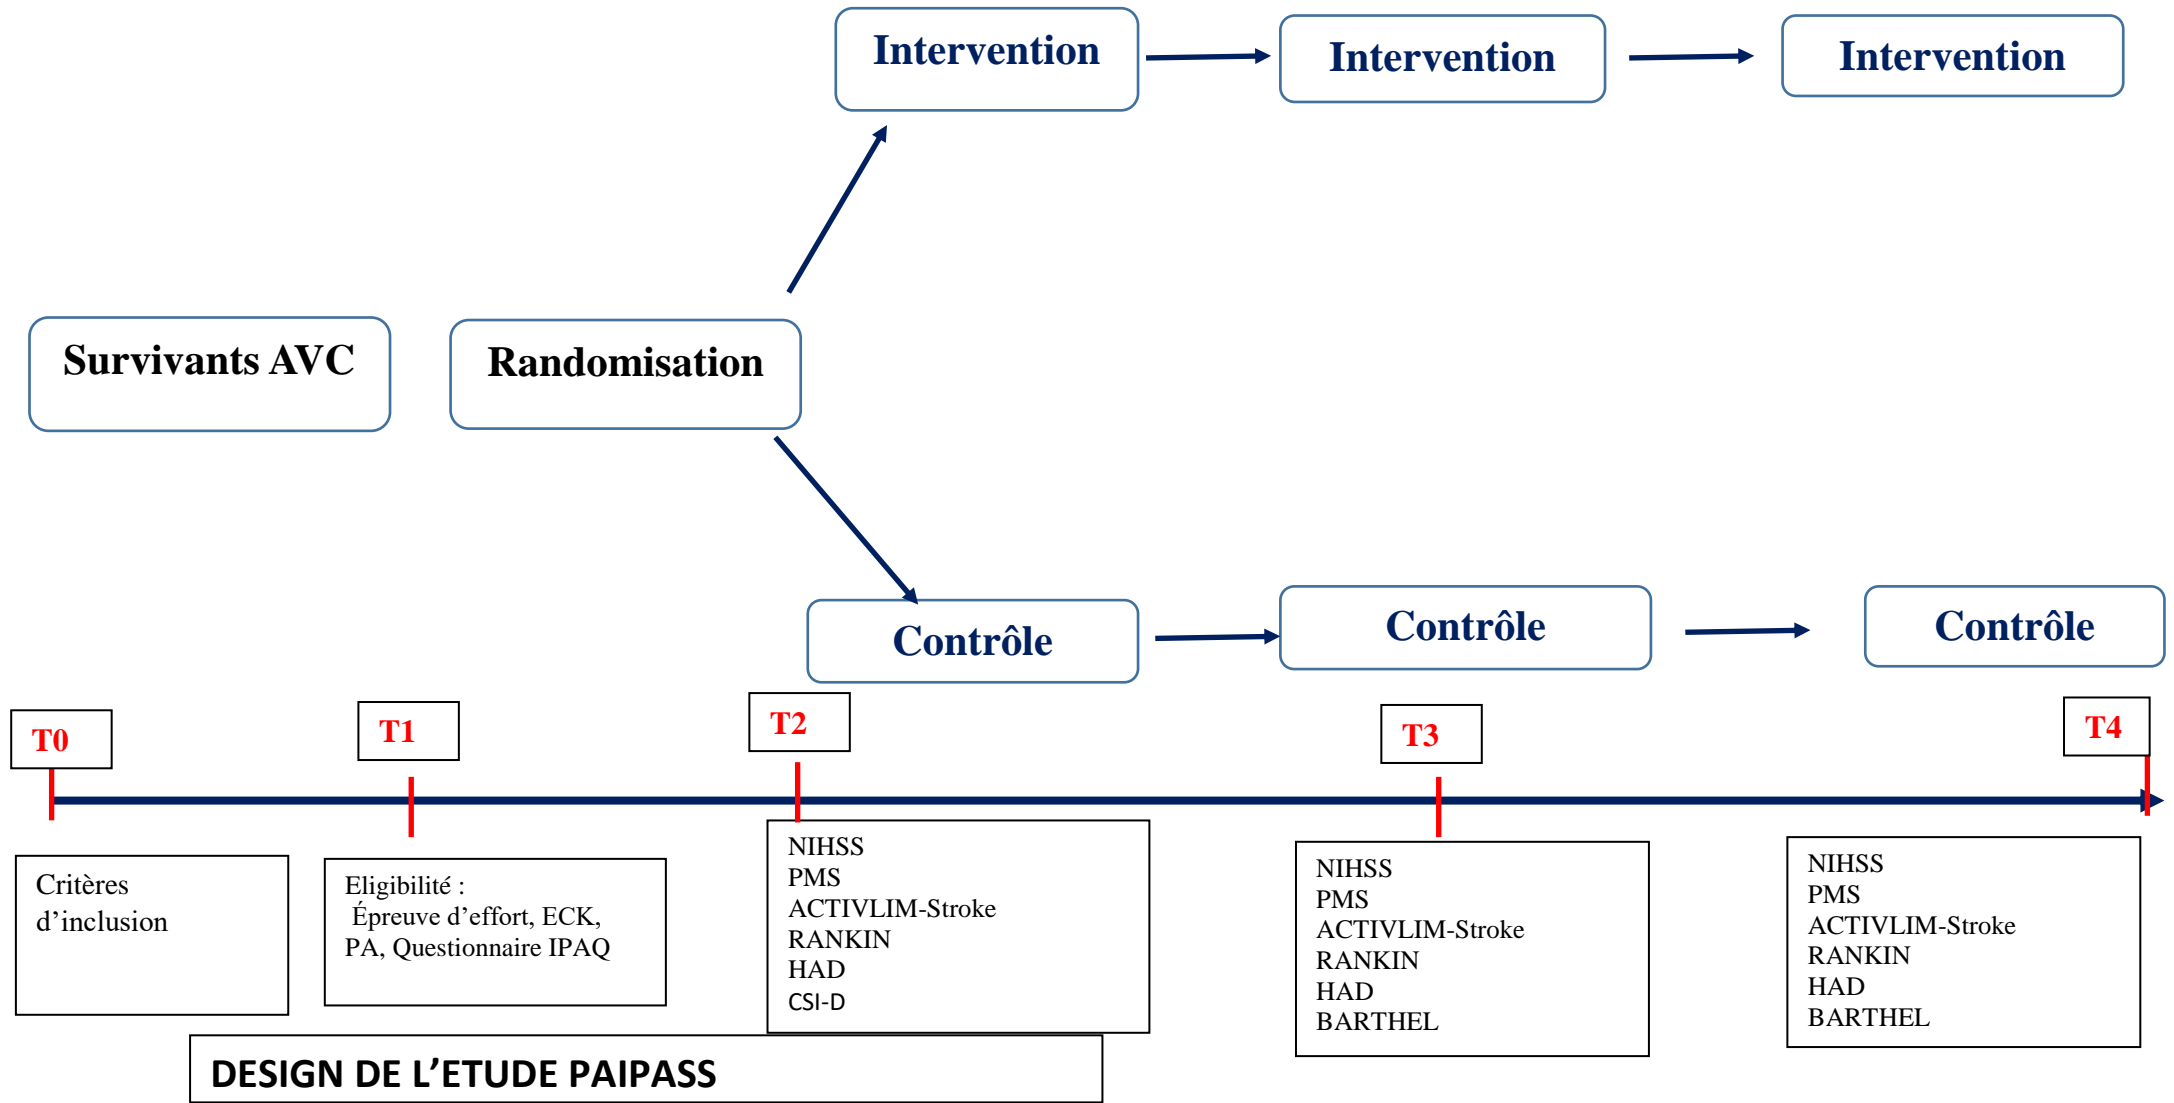 Intervention
Intervention
Intervention
Survivants AVC
Randomisation
Contrôle
Contrôle
Contrôle
T0
T1
T2
T3
T4
Critères
d’inclusion
Eligibilité :
Épreuve d’effort, ECK,
PA, Questionnaire IPAQ
NIHSS
PMS
ACTIVLIM-Stroke
RANKIN
HAD
CSI-D
NIHSS
PMS
ACTIVLIM-Stroke
RANKIN
HAD
BARTHEL
NIHSS
PMS
ACTIVLIM-Stroke
RANKIN
HAD
BARTHEL
DESIGN DE L’ETUDE PAIPASS